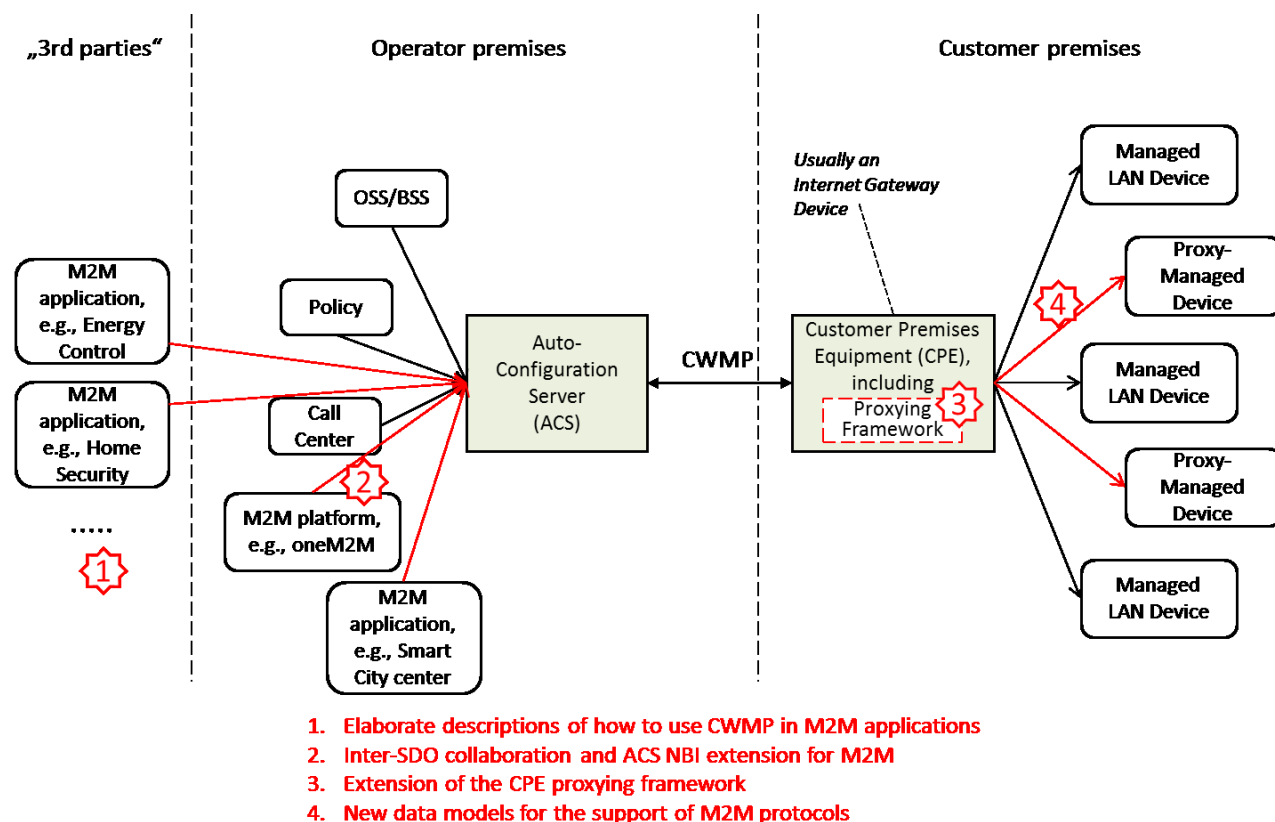 „3rd parties“
Operator premises
Customer premises
OSS/BSS
Policy
Call
Center
M2M
application,
e.g., Energy
Control
M2M
application,
e.g., Home
Security
.....
1
2
M2M platform,
e.g., oneM2M
M2M
application,
e.g., Smart
City center
Auto-
Configuration
Server
(ACS)
CWMP
Usually an
Internet Gateway
Device
Customer Premises
Equipment (CPE),
including
Proxying
Framework
3
4
Managed
LAN Device
Proxy-
Managed
Device
Managed
LAN Device
Proxy-
Managed
Device
Managed
LAN Device
1. Elaborate descriptions of how to use CWMP in M2M applications
2. Inter-SDO collaboration and ACS NBI extension for M2M
3. Extension of the CPE proxying framework
4. New data models for the support of M2M protocols